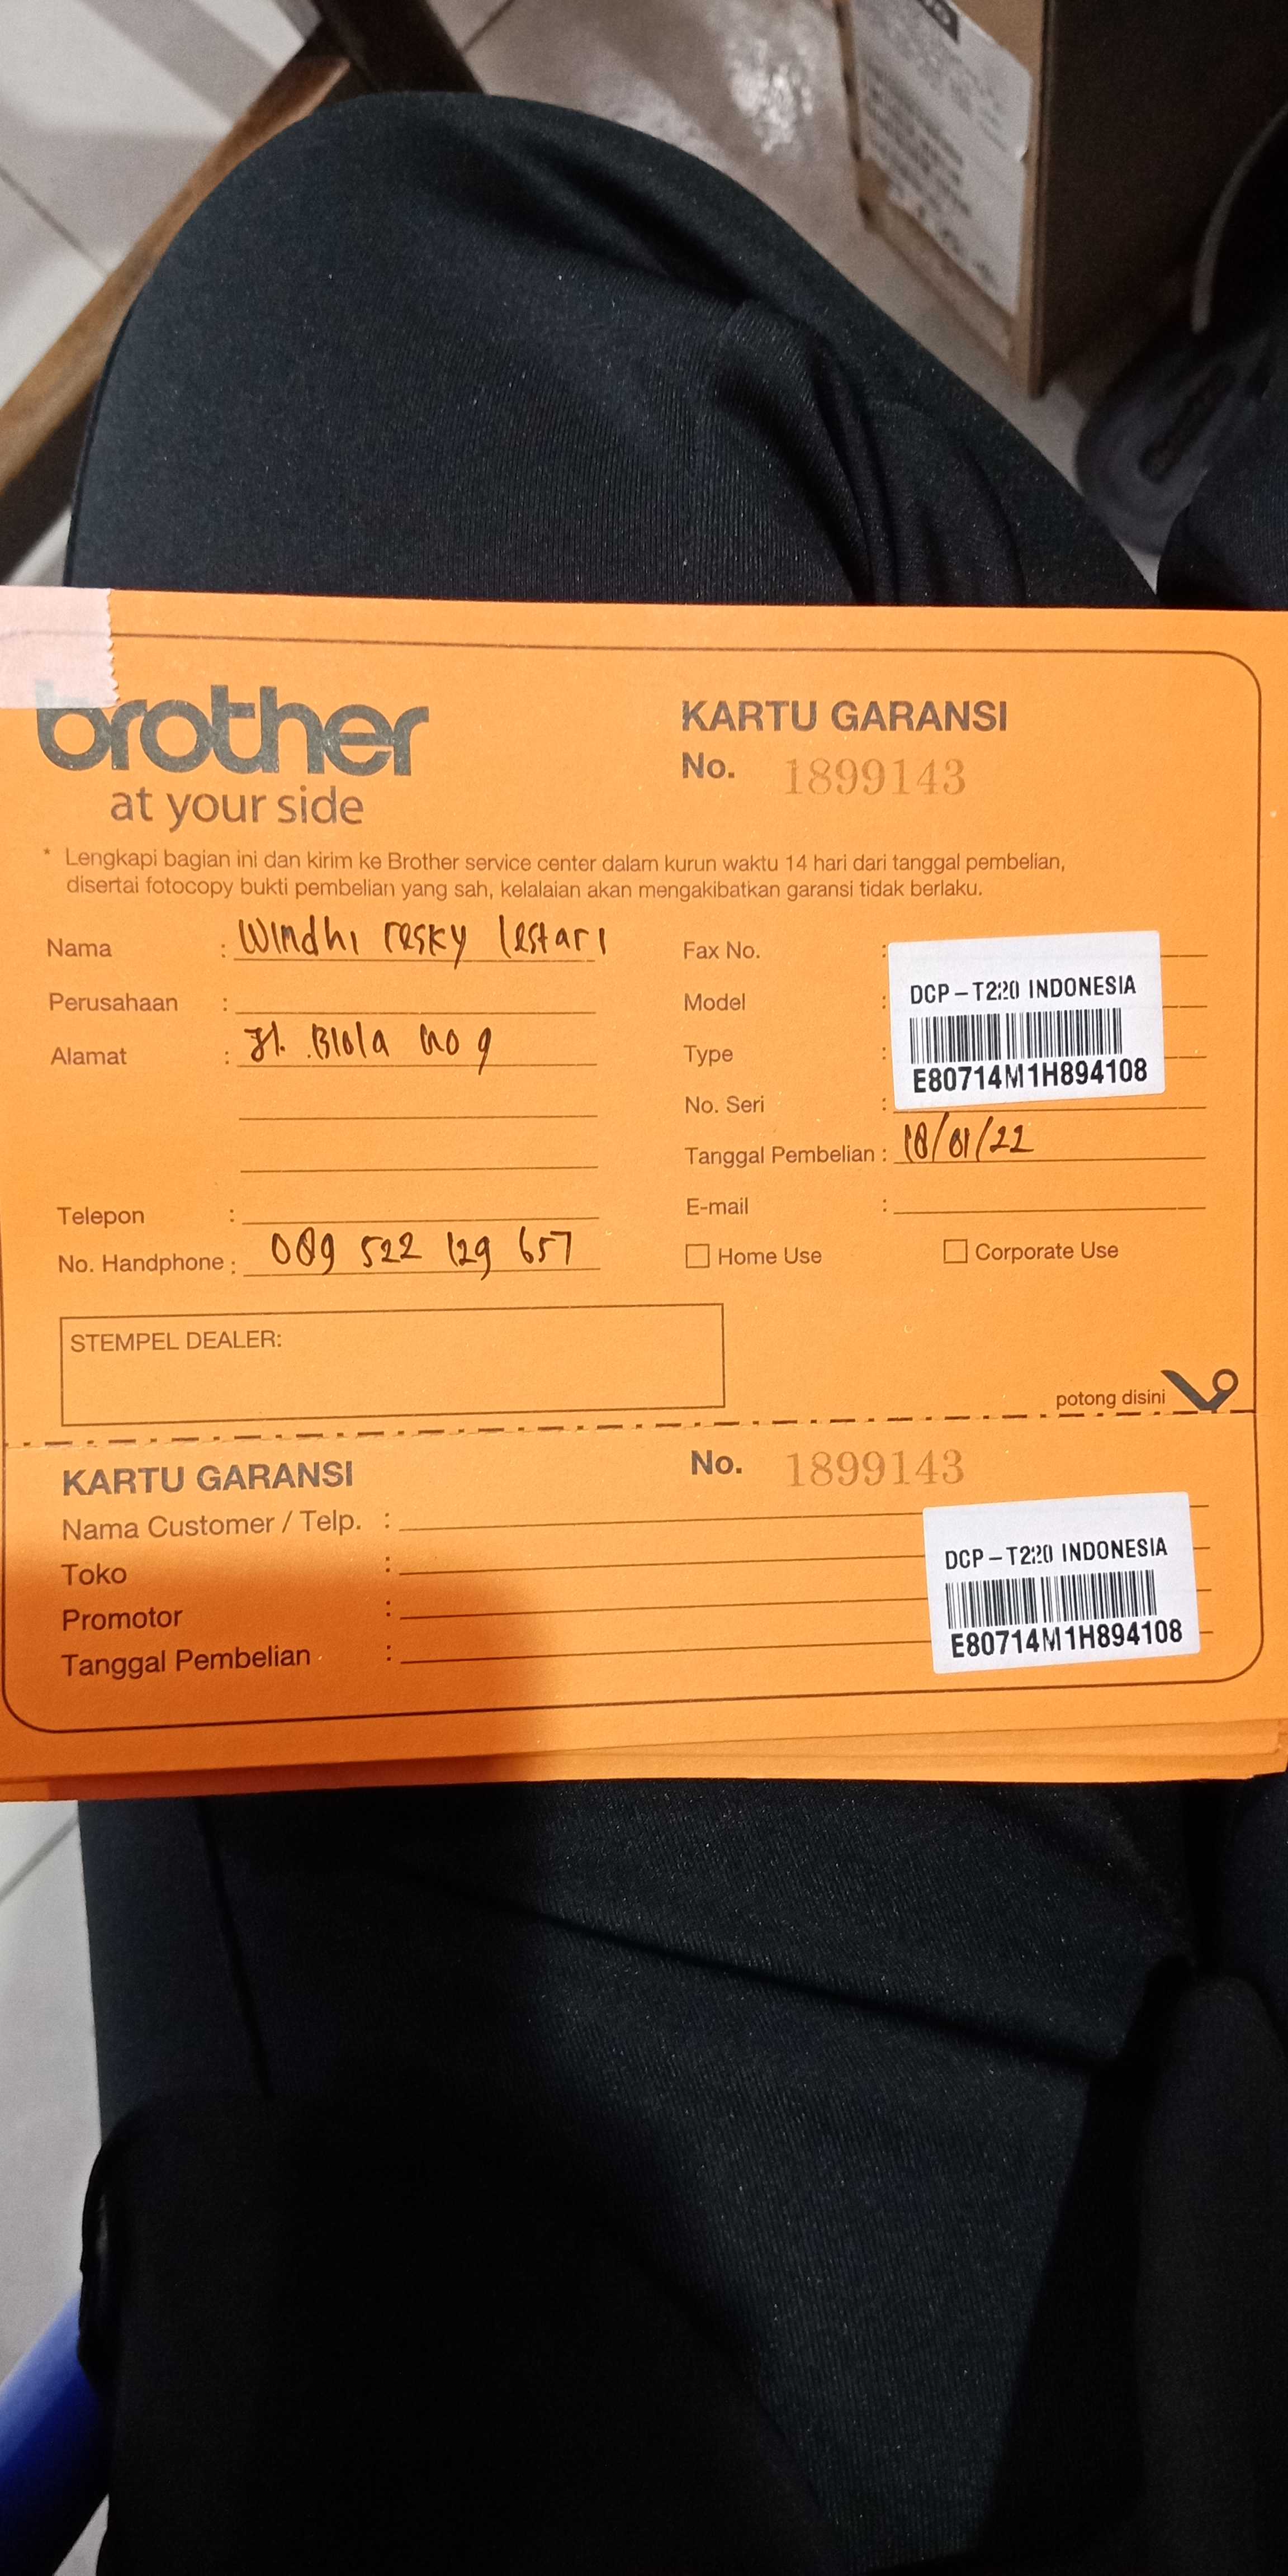 brother
at your side
KARTU GARANSI
No. 1899143
* Lengkapi bagian ini dan kirim ke Brother service center dalam kurun waktu 14 hari dari tanggal pembelian,
disertai fotocopy bukti pembelian yang sah, kelalaian akan mengakibatkan garansi tidak berlaku.
Nama : Windhi resky lestari
Perusahaan :
Alamat : Jl. Blola no 9
Telepon :
No. Handphone : 089 522 129 657
Fax No. :
Model :
Type :
No. Seri :
DCP-T220 INDONESIA
E80714M1H894108
Tanggal Pembelian : 18/01/22
E-mail :
Home Use
Corporate Use
STEMPEL DEALER:
potong disini
KARTU GARANSI
No. 1899143
Nama Customer / Telp. :
Toko :
Promotor :
Tanggal Pembelian :
DCP-T220 INDONESIA
E80714M1H894108